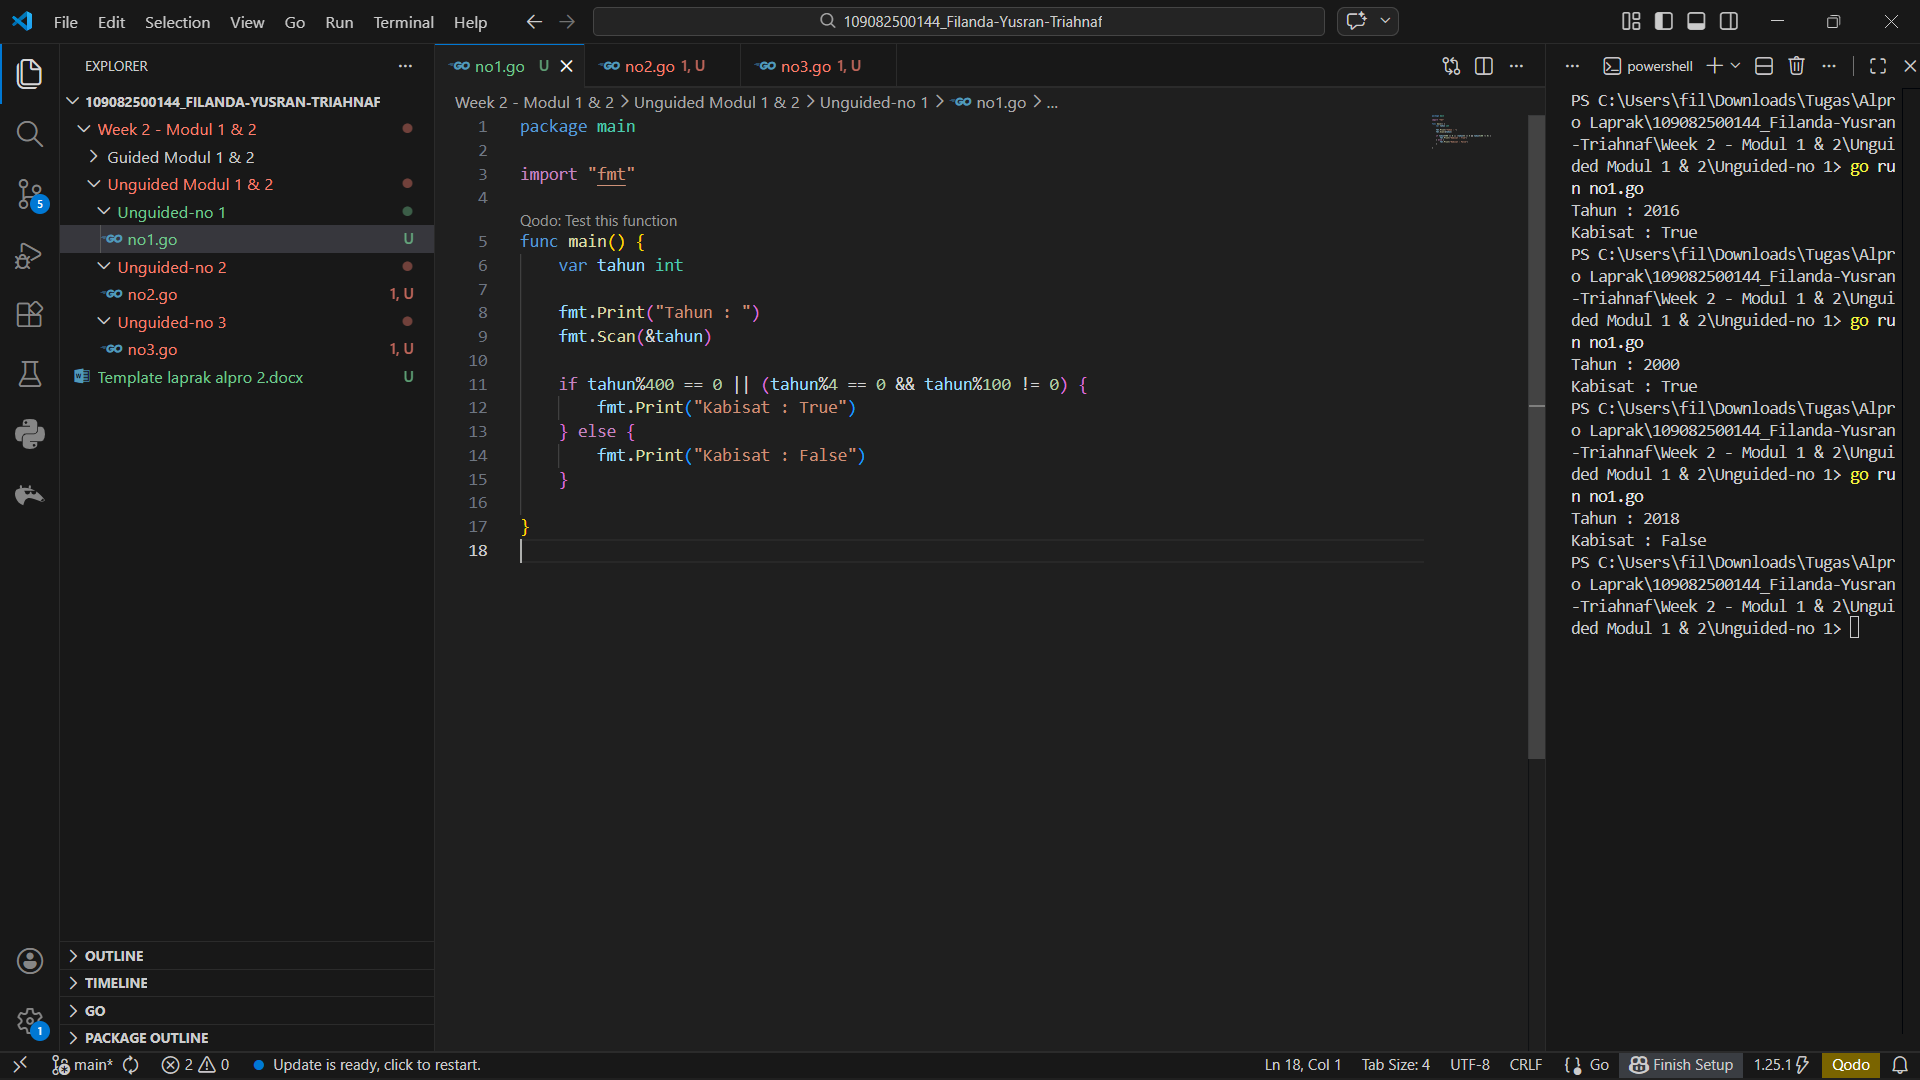 File Edit Selection View Go Run Terminal Help
109082500144_Filanda-Yusran-Triahnaf
EXPLORER
109082500144_FILANDA-YUSRAN-TRIAHNAF
Week 2 - Modul 1 & 2
Guided Modul 1 & 2
Unguided Modul 1 & 2
Unguided-no 1
no1.go U
Unguided-no 2
no2.go 1, U
Unguided-no 3
no3.go 1, U
Template laprak alpro 2.docx U
5
OUTLINE
TIMELINE
GO
PACKAGE OUTLINE
1
no1.go U
no2.go 1, U
no3.go 1, U
Week 2 - Modul 1 & 2 > Unguided Modul 1 & 2 > Unguided-no 1 > no1.go > ...
1 package main
2
3 import "fmt"
4
Qodo: Test this function
5 func main() {
6 var tahun int
7
8 fmt.Print("Tahun : ")
9 fmt.Scan(&tahun)
10
11 if tahun%400 == 0 || (tahun%4 == 0 && tahun%100 != 0) {
12 fmt.Print("Kabisat : True")
13 } else {
14 fmt.Print("Kabisat : False")
15 }
16
17 }
18
powershell
PS C:\Users\fil\Downloads\Tugas\Alpr
o Laprak\109082500144_Filanda-Yusran
-Triahnaf\Week 2 - Modul 1 & 2\Ungui
ded Modul 1 & 2\Unguided-no 1> go ru
n no1.go
Tahun : 2016
Kabisat : True
PS C:\Users\fil\Downloads\Tugas\Alpr
o Laprak\109082500144_Filanda-Yusran
-Triahnaf\Week 2 - Modul 1 & 2\Ungui
ded Modul 1 & 2\Unguided-no 1> go ru
n no1.go
Tahun : 2000
Kabisat : True
PS C:\Users\fil\Downloads\Tugas\Alpr
o Laprak\109082500144_Filanda-Yusran
-Triahnaf\Week 2 - Modul 1 & 2\Ungui
ded Modul 1 & 2\Unguided-no 1> go ru
n no1.go
Tahun : 2018
Kabisat : False
PS C:\Users\fil\Downloads\Tugas\Alpr
o Laprak\109082500144_Filanda-Yusran
-Triahnaf\Week 2 - Modul 1 & 2\Ungui
ded Modul 1 & 2\Unguided-no 1>
main* 2 0 Update is ready, click to restart. Ln 18, Col 1 Tab Size: 4 UTF-8 CRLF { } Go Finish Setup 1.25.1 Qodo